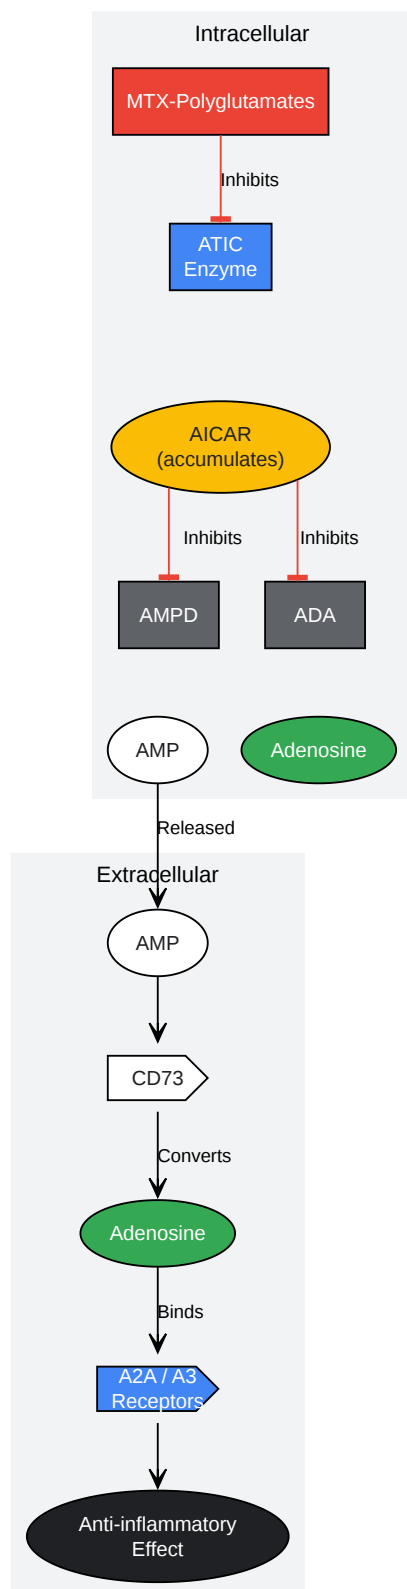 Intracellular
MTX-Polyglutamates
Inhibits
ATIC
Enzyme
AICAR
(accumulates)
Inhibits
Inhibits
AMPD
ADA
AMP
Adenosine
Released
Extracellular
AMP
CD73
Converts
Adenosine
Binds
A2A / A3
Receptors
Anti-inflammatory
Effect